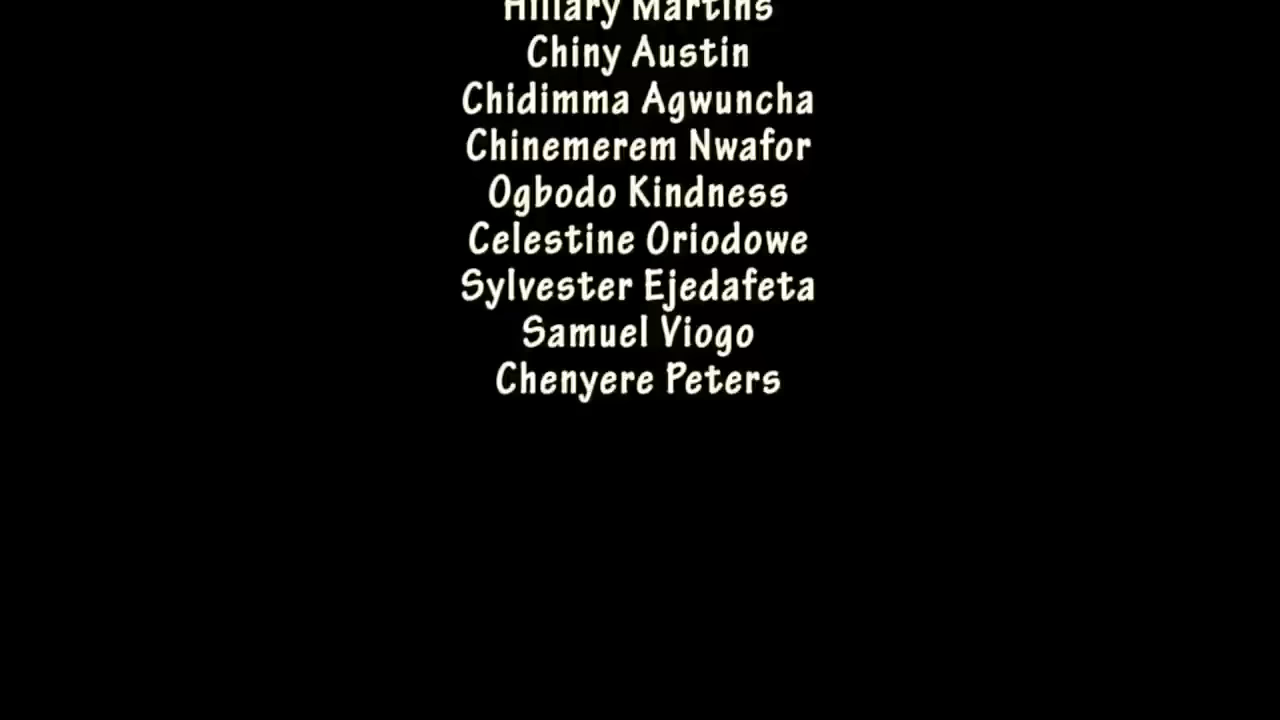 Hillary Martins
Chiny Austin
Chidimma Agwuncha
Chinemerem Nwafor
Ogbodo Kindness
Celestine Oriodowe
Sylvester Ejedafeta
Samuel Viogo
Chenyere Peters